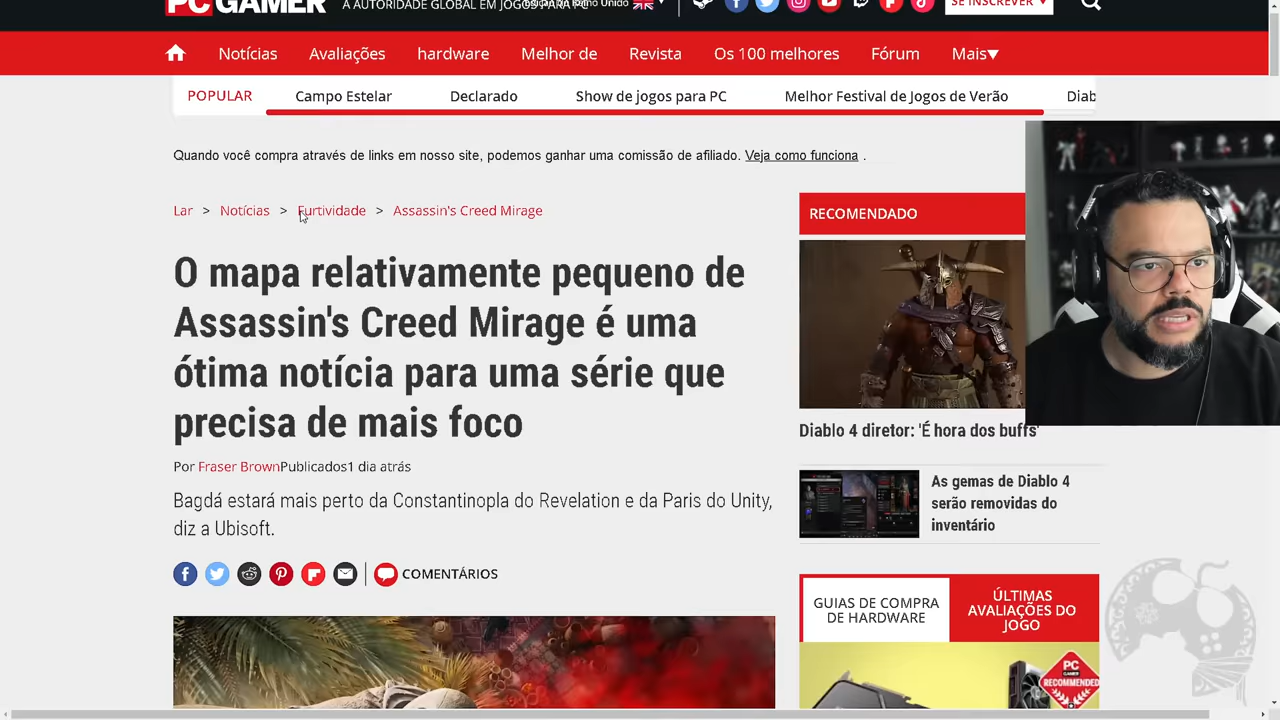 PC GAMER
A AUTORIDADE GLOBAL EM JOGOS PARA PC
SE INSCREVER ▼
Notícias
Avaliações
hardware
Melhor de
Revista
Os 100 melhores
Fórum
Mais▼
POPULAR
Campo Estelar
Declarado
Show de jogos para PC
Melhor Festival de Jogos de Verão
Diab
Quando você compra através de links em nosso site, podemos ganhar uma comissão de afiliado. Veja como funciona .
Lar > Notícias > Furtividade > Assassin's Creed Mirage
O mapa relativamente pequeno de
Assassin's Creed Mirage é uma
ótima notícia para uma série que
precisa de mais foco
Por Fraser BrownPublicados1 dia atrás
Bagdá estará mais perto da Constantinopla do Revelation e da Paris do Unity,
diz a Ubisoft.
COMENTÁRIOS
RECOMENDADO
Diablo 4 diretor: 'É hora dos buffs'
As gemas de Diablo 4
serão removidas do
inventário
GUIAS DE COMPRA
DE HARDWARE
ÚLTIMAS
AVALIAÇÕES DO
JOGO
PC
GAMER
RECOMMENDED